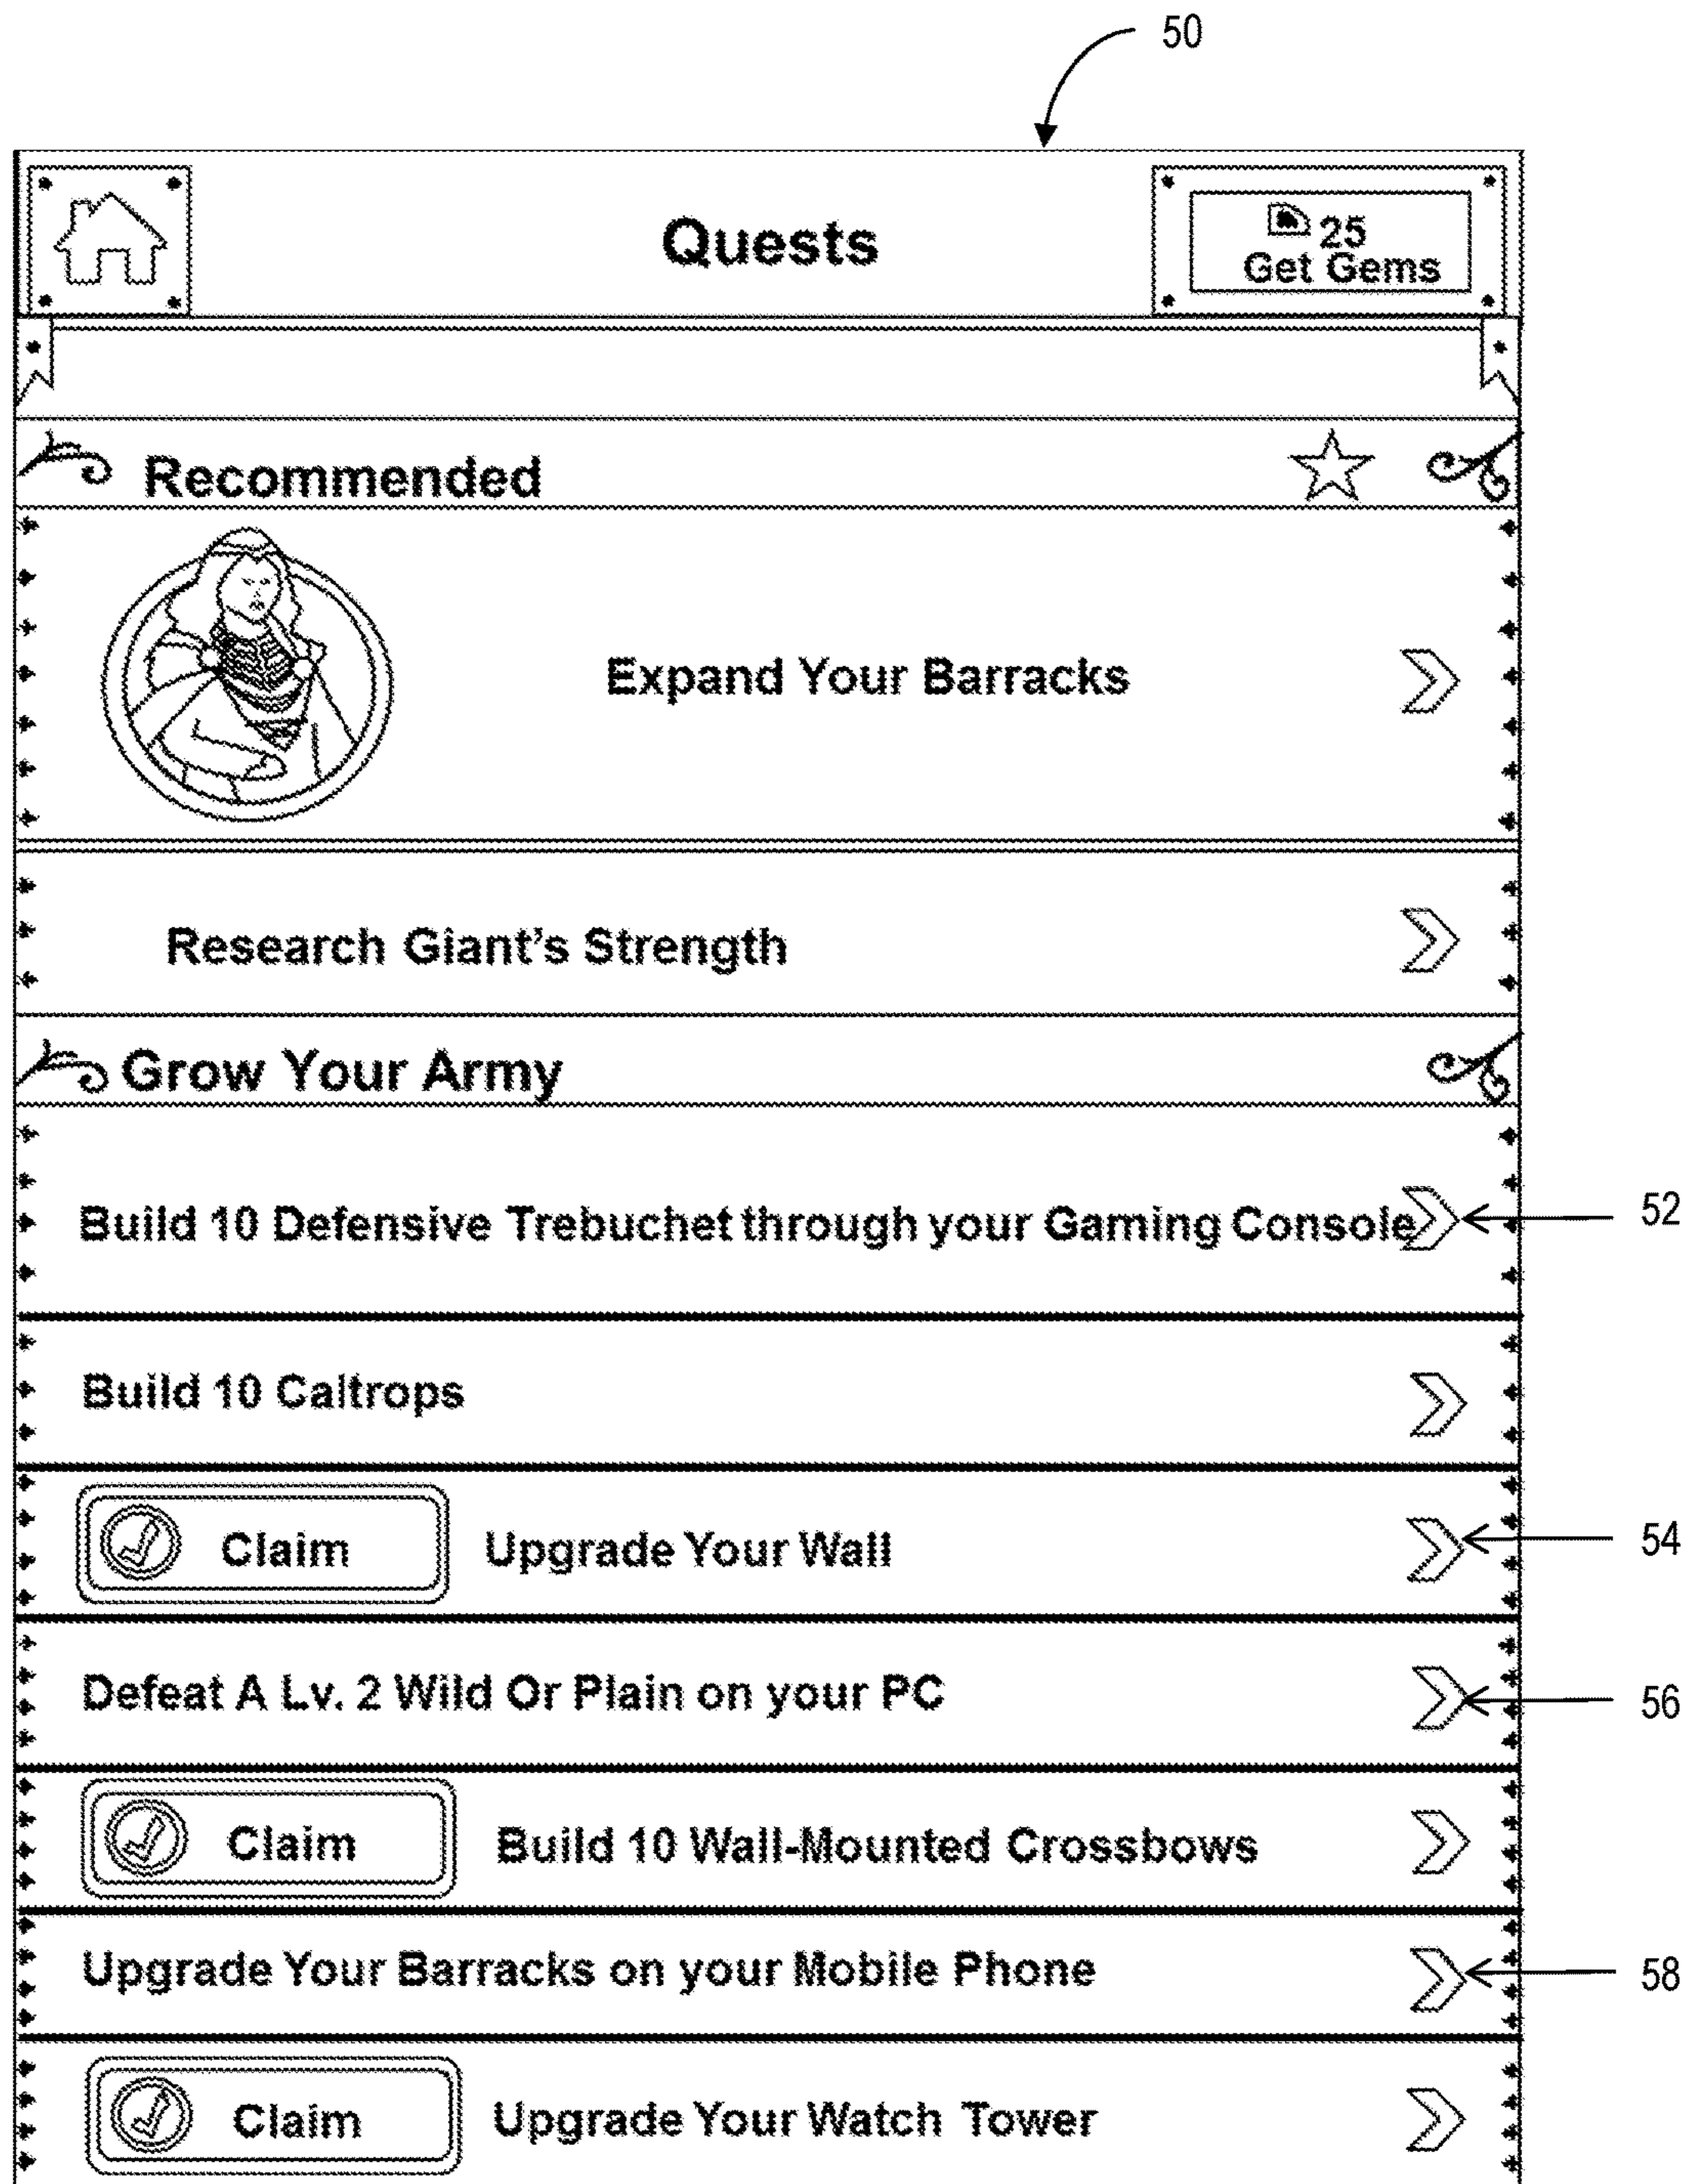 50
Quests
25
Get Gems
Recommended
Expand Your Barracks
Research Giant's Strength
Grow Your Army
Build 10 Defensive Trebuchet through your Gaming Console
52
Build 10 Caltrops
Claim Upgrade Your Wall
54
Defeat A Lv. 2 Wild Or Plain on your PC
56
Claim Build 10 Wall-Mounted Crossbows
Upgrade Your Barracks on your Mobile Phone
58
Claim Upgrade Your Watch Tower